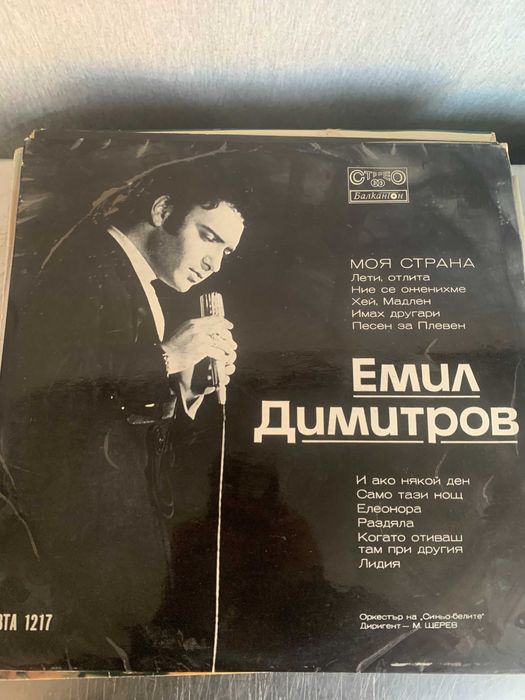 СТЕРЕО
Балкантон
МОЯ СТРАНА
Лети, отлита
Ние се оженихме
Хей, Мадлен
Имах другари
Песен за Плевен
Емил
Димитров
И ако някой ден
Само тази нощ
Елеонора
Раздяла
Когато отиваш
там при другия
Лидия
ВТА 1217
Оркестър на „Синьо-белите“
Диригент — М. ЩЕРЕВ